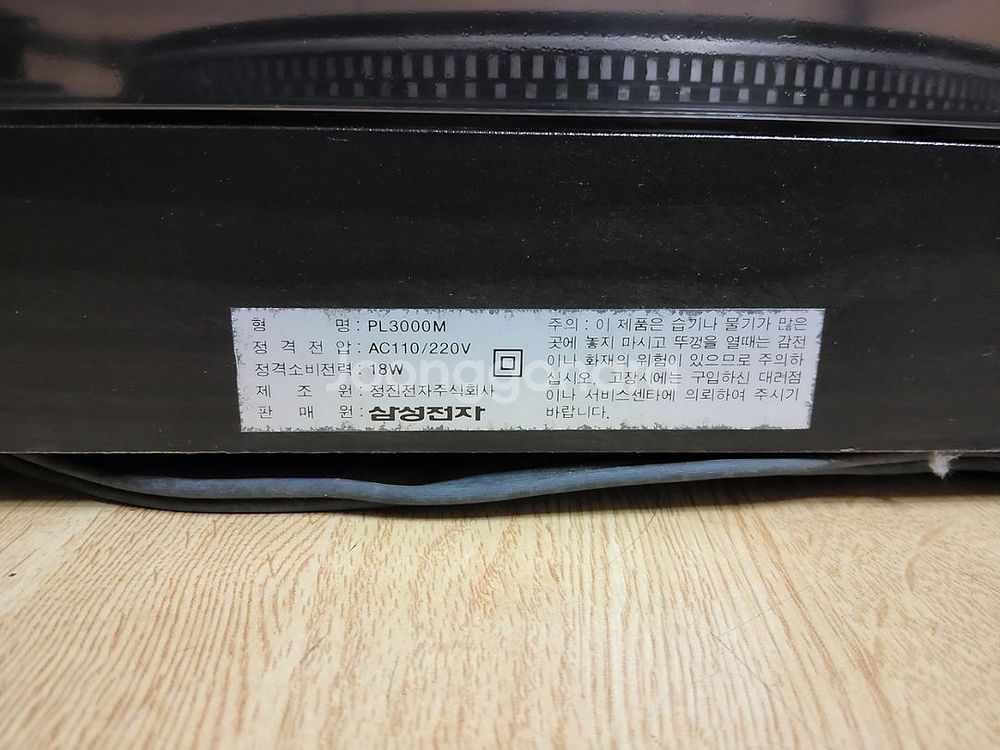 형 명 : PL3000M
정 격 전 압 : AC110/220V
정격소비전력 : 18W
제 조 원 : 정진전자주식회사
판 매 원 : 삼성전자
주의 : 이 제품은 습기나 물기가 많은
곳에 놓지 마시고 뚜껑을 열때는 감전
이나 화재의 위험이 있으므로 주의하
십시오. 고장시에는 구입하신 대리점
이나 서비스센타에 의뢰하여 주시기
바랍니다.